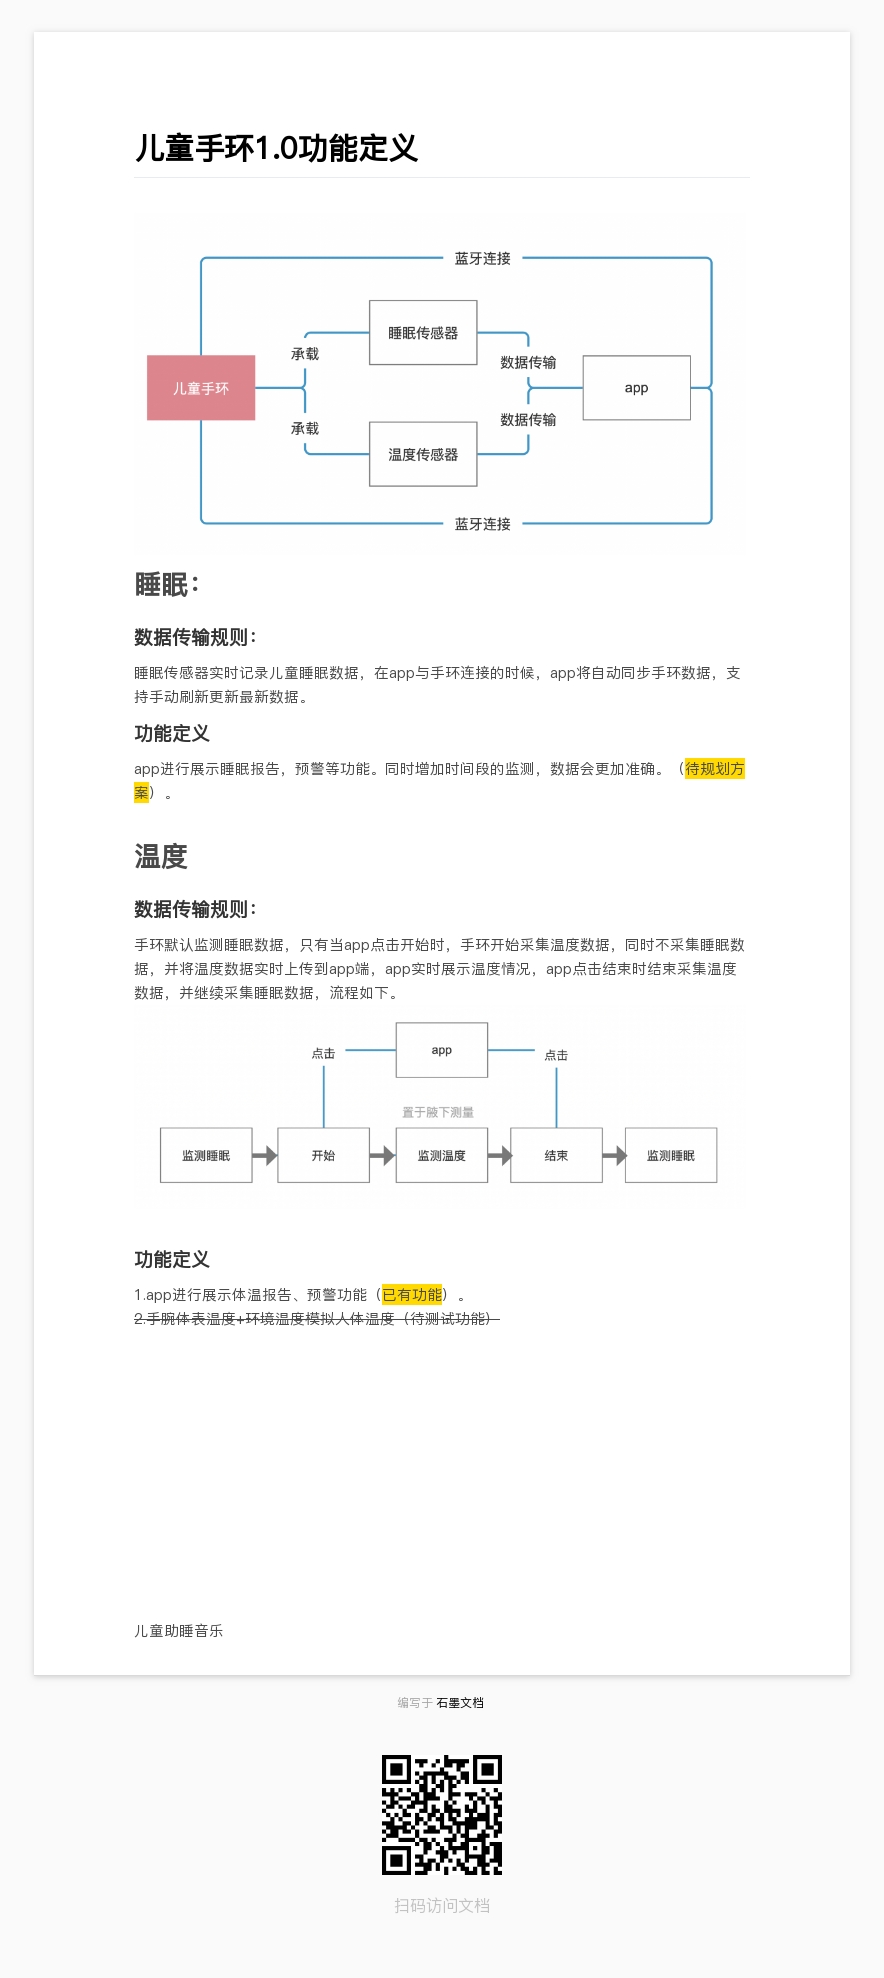 儿童手环1.0功能定义
蓝牙连接
睡眠传感器
承载
数据传输
儿童手环
app
承载
数据传输
温度传感器
蓝牙连接
睡眠：
数据传输规则：
睡眠传感器实时记录儿童睡眠数据，在app与手环连接的时候，app将自动同步手环数据，支
持手动刷新更新最新数据。
功能定义
app进行展示睡眠报告，预警等功能。同时增加时间段的监测，数据会更加准确。（待规划方
案）。
温度
数据传输规则：
手环默认监测睡眠数据，只有当app点击开始时，手环开始采集温度数据，同时不采集睡眠数
据，并将温度数据实时上传到app端，app实时展示温度情况，app点击结束时结束采集温度
数据，并继续采集睡眠数据，流程如下。
点击
app
点击
置于腋下测量
监测睡眠
开始
监测温度
结束
监测睡眠
功能定义
1.app进行展示体温报告、预警功能（已有功能）。
2.手腕体表温度+环境温度模拟人体温度（待测试功能）
儿童助睡音乐
编写于 石墨文档
扫码访问文档